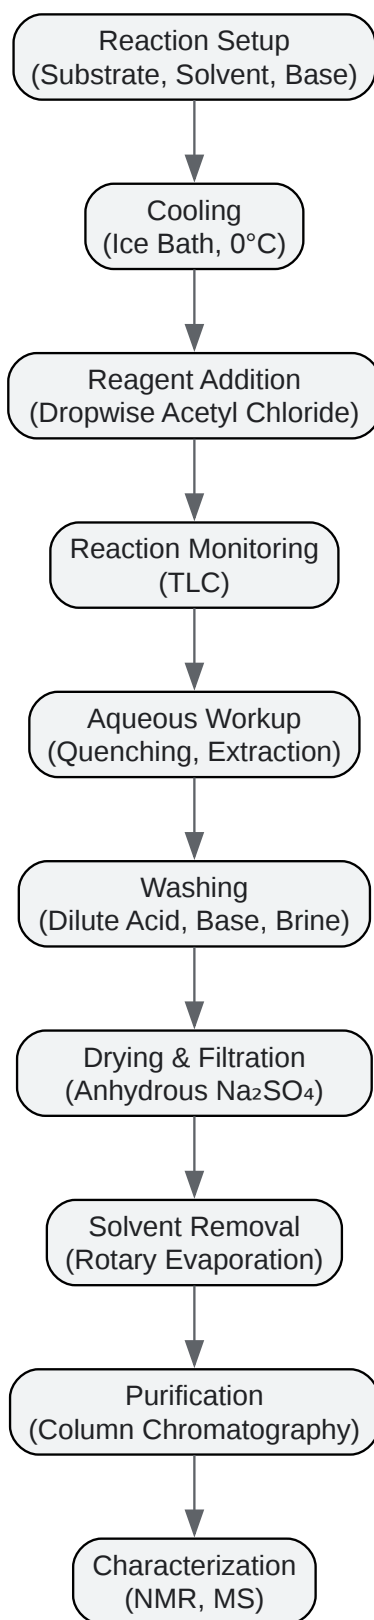 Reaction Setup
(Substrate, Solvent, Base)
Cooling
(Ice Bath, 0°C)
Reagent Addition
(Dropwise Acetyl Chloride)
Reaction Monitoring
(TLC)
Aqueous Workup
(Quenching, Extraction)
Washing
(Dilute Acid, Base, Brine)
Drying & Filtration
(Anhydrous Na₂SO₄)
Solvent Removal
(Rotary Evaporation)
Purification
(Column Chromatography)
Characterization
(NMR, MS)